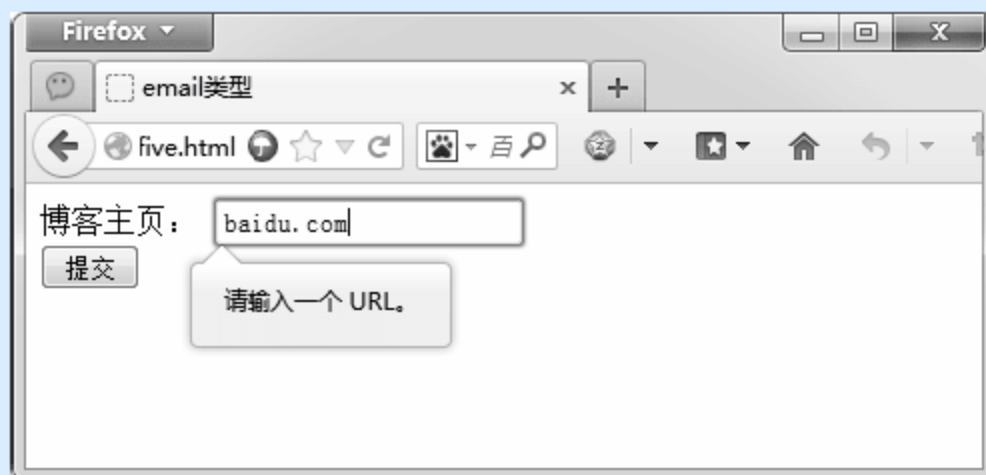 Firefox
email类型
five.html
百
博客主页：
baidu.com
提交
请输入一个 URL。